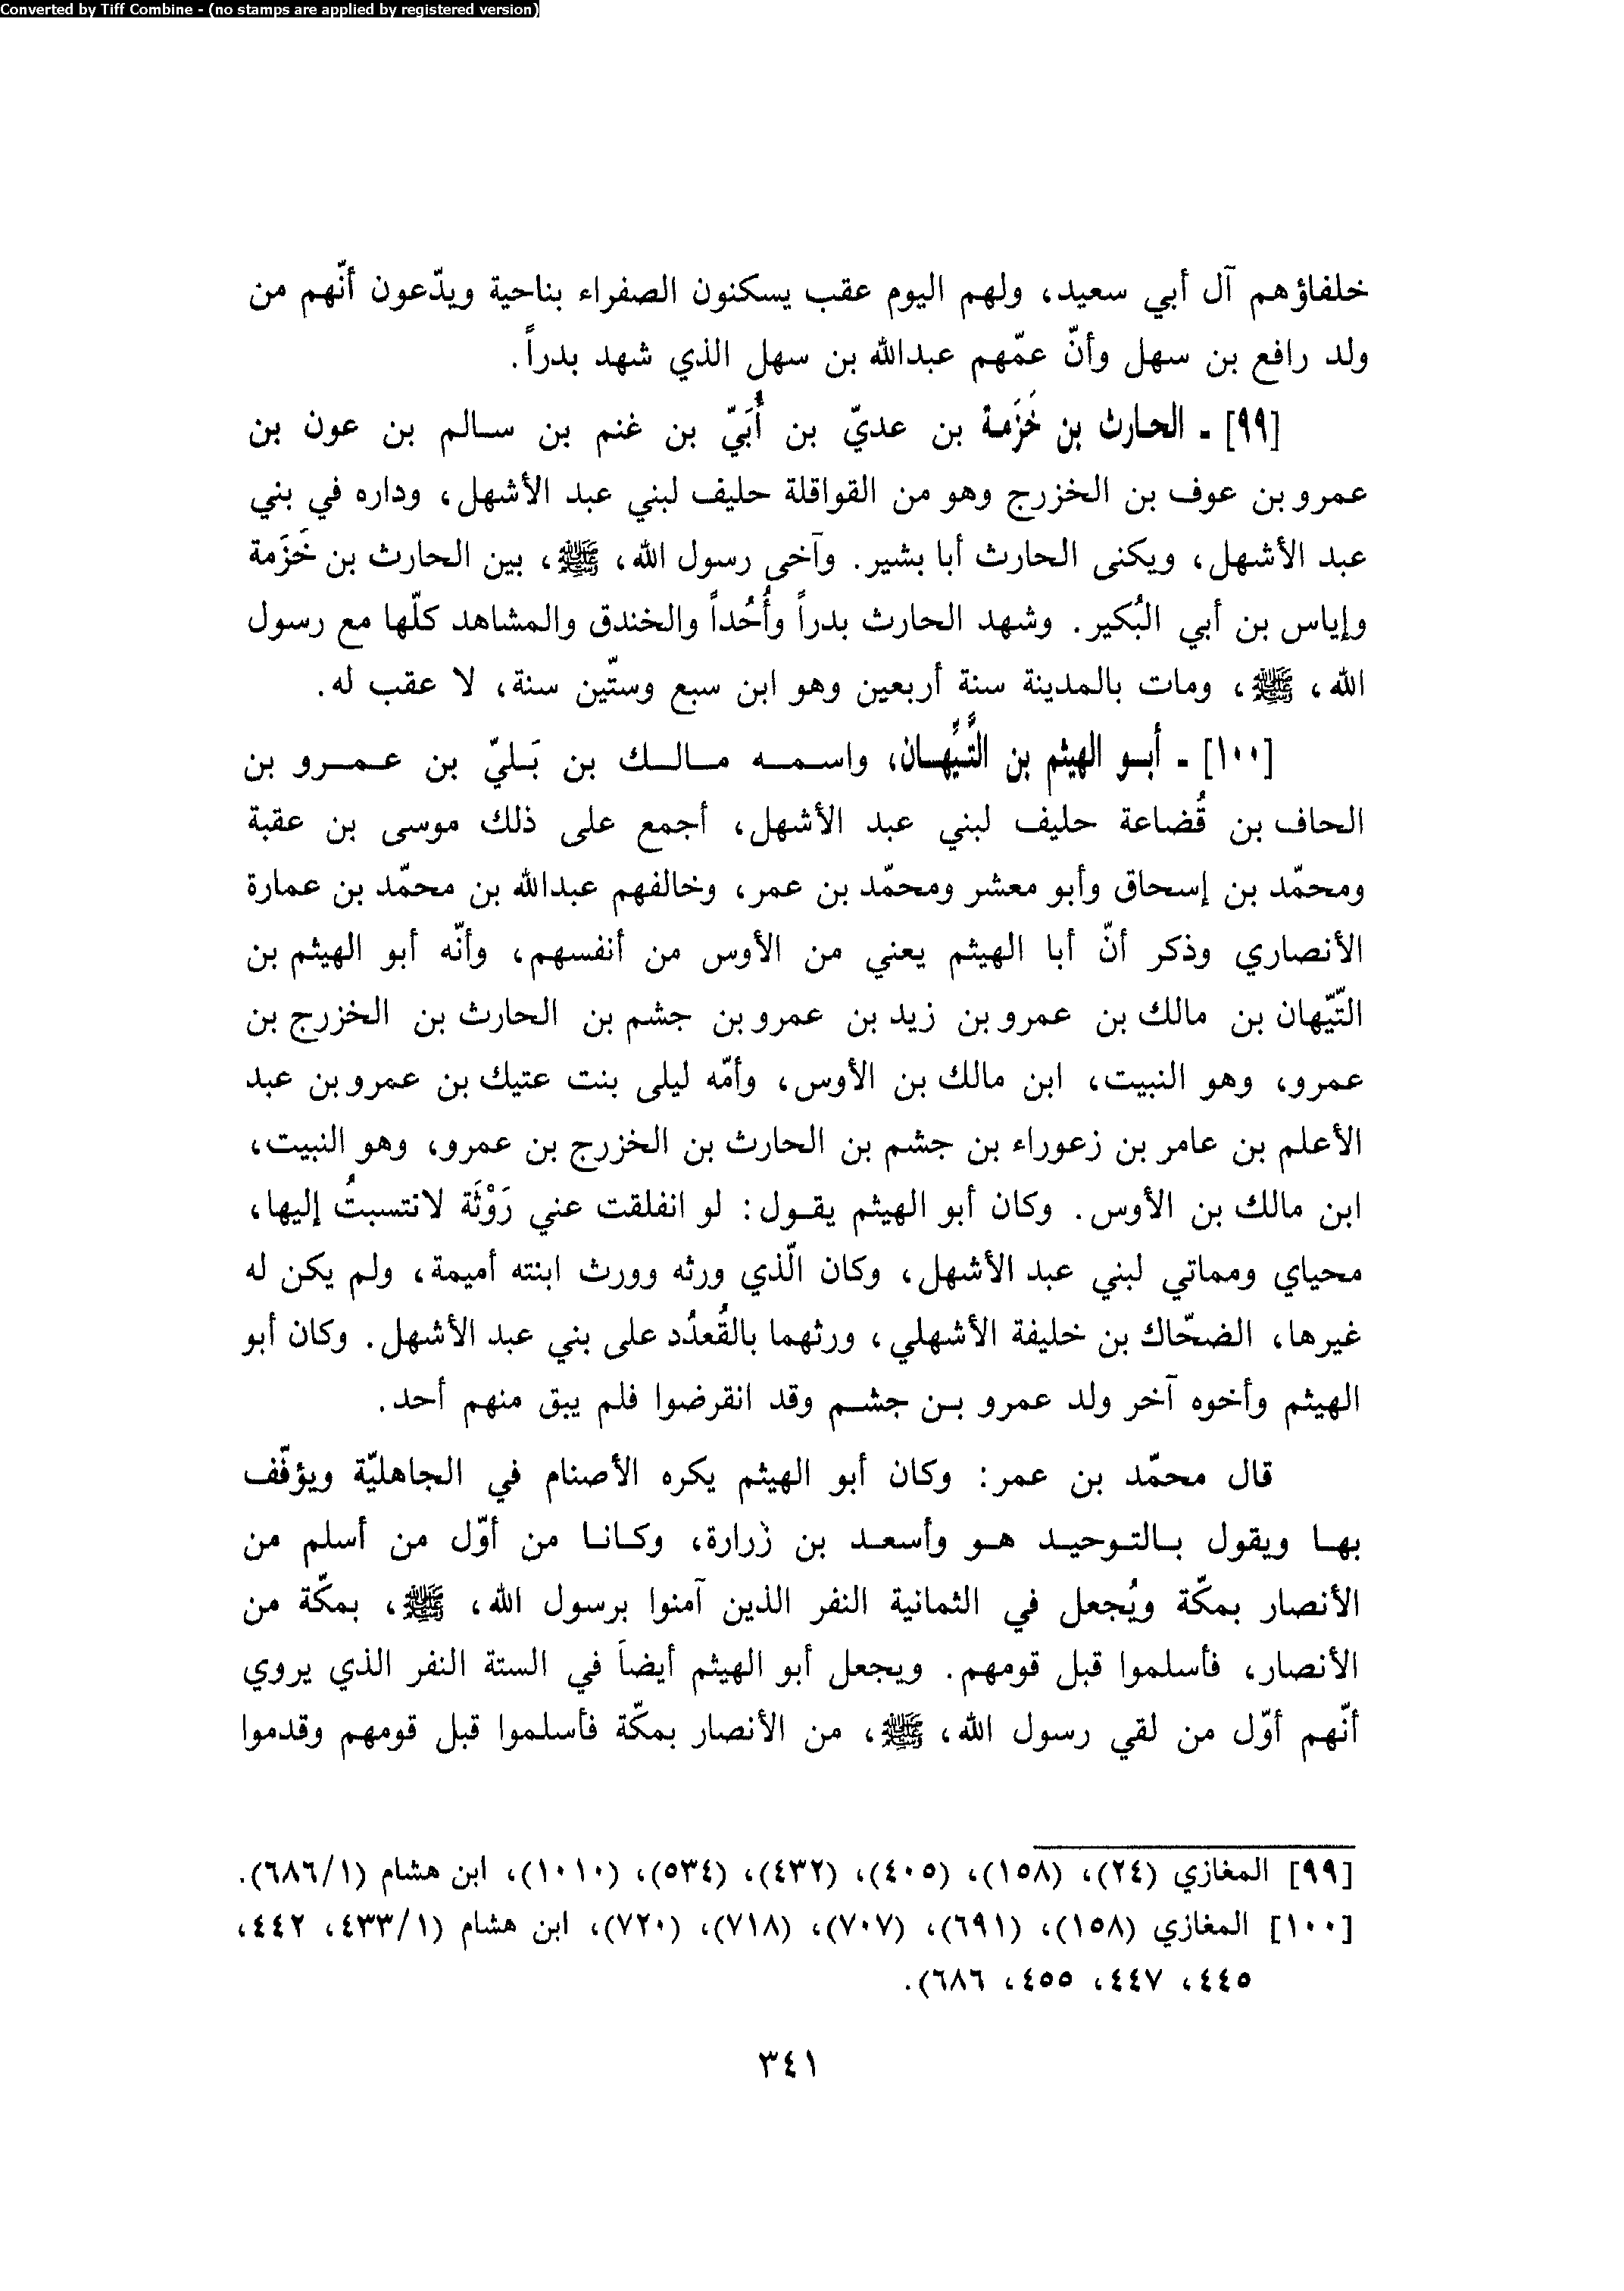 Converted by Tiff Combine - (no stamps are applied by registered version)
خلفاؤهم آل أبي سعيد، ولهم اليوم عقب يسكنون الصفراء بناحية ويدّعون أنّهم من
ولد رافع بن سهل وأنّ عمّهم عبدالله بن سهل الذي شهد بدراً.
[٩٩] ـ الحارث بن خَزَمة بن عديّ بن أُبَيّ بن غنم بن سالم بن عون بن
عمرو بن عوف بن الخزرج وهو من القواقلة حليف لبني عبد الأشهل، وداره في بني
عبد الأشهل، ويكنى الحارث أبا بشير. وآخى رسول الله، ﷺ، بين الحارث بن خَزَمة
وإياس بن أبي البُكير. وشهد الحارث بدراً وأُحُداً والخندق والمشاهد كلّها مع رسول
الله، ﷺ، ومات بالمدينة سنة أربعين وهو ابن سبع وستّين سنة، لا عقب له.
[١٠٠] ـ أبو الهيثم بن التَّيِّهان، واسمه مالك بن بَليّ بن عمرو بن
الحاف بن قُضاعة حليف لبني عبد الأشهل، أجمع على ذلك موسى بن عقبة
ومحمّد بن إسحاق وأبو معشر ومحمّد بن عمر، وخالفهم عبدالله بن محمّد بن عمارة
الأنصاري وذكر أنّ أبا الهيثم يعني من الأوس من أنفسهم، وأنّه أبو الهيثم بن
التّيّهان بن مالك بن عمرو بن زيد بن عمرو بن جشم بن الحارث بن الخزرج بن
عمرو، وهو النبيت، ابن مالك بن الأوس، وأمّه ليلى بنت عتيك بن عمرو بن عبد
الأعلم بن عامر بن زعوراء بن جشم بن الحارث بن الخزرج بن عمرو، وهو النبيت،
ابن مالك بن الأوس. وكان أبو الهيثم يقول: لو انفلقت عني رَوْثَة لانتسبتُ إليها،
محياي ومماتي لبني عبد الأشهل، وكان الّذي ورثه وورث ابنته أميمة، ولم يكن له
غيرها، الضحّاك بن خليفة الأشهلي، ورثهما بالقُعدُد على بني عبد الأشهل. وكان أبو
الهيثم وأخوه آخر ولد عمرو بن جشم وقد انقرضوا فلم يبق منهم أحد.
قال محمّد بن عمر: وكان أبو الهيثم يكره الأصنام في الجاهليّة ويؤفّف
بها ويقول بالتوحيد هو وأسعد بن زُرارة، وكانا من أوّل من أسلم من
الأنصار بمكّة ويُجعل في الثمانية النفر الذين آمنوا برسول الله، ﷺ، بمكّة من
الأنصار، فأسلموا قبل قومهم. ويجعل أبو الهيثم أيضاً في الستة النفر الذي يروي
أنّهم أوّل من لقي رسول الله، ﷺ، من الأنصار بمكّة فأسلموا قبل قومهم وقدموا
[٩٩] المغازي (٢٤)، (١٥٨)، (٤٠٥)، (٤٣٢)، (٥٣٤)، (١٠١٠)، ابن هشام (٦٨٦/١).
[١٠٠] المغازي (١٥٨)، (٦٩١)، (٧٠٧)، (٧١٨)، (٧٢٠)، ابن هشام (٤٣٣/١، ٤٤٢،
٤٤٥، ٤٤٧، ٤٥٥، ٦٨٦).
٣٤١